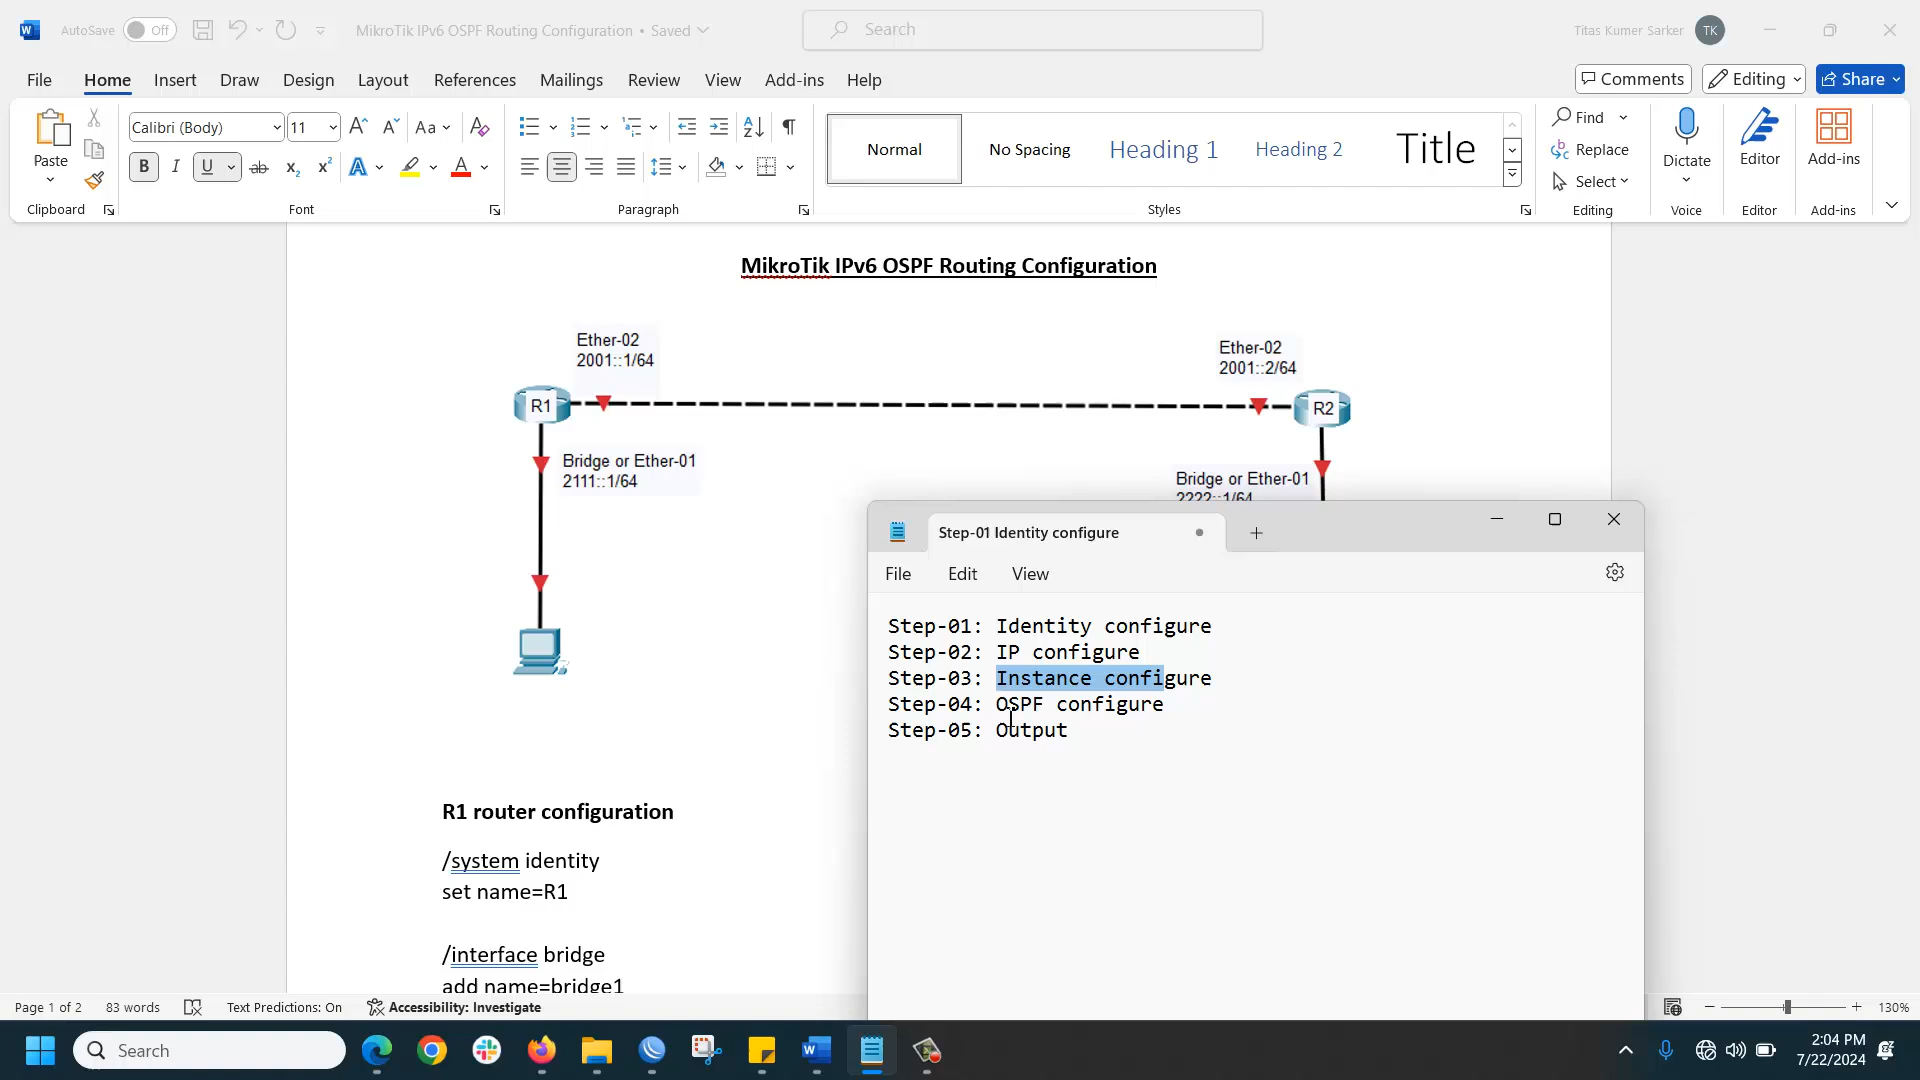 AutoSave Off MikroTik IPv6 OSPF Routing Configuration • Saved Search Titas Kumar Sarker TK
File Home Insert Draw Design Layout References Mailings Review View Add-ins Help Comments Editing Share
Paste
Clipboard
Calibri (Body) 11
Font
Paragraph
Normal
No Spacing
Heading 1
Heading 2
Title
Styles
Find
Replace
Select
Editing
Dictate
Voice
Editor
Editor
Add-ins
Add-ins
MikroTik IPv6 OSPF Routing Configuration
Ether-02
2001::1/64
Ether-02
2001::2/64
R1
R2
Bridge or Ether-01
2111::1/64
Bridge or Ether-01
2222::1/64
R1 router configuration
/system identity
set name=R1
/interface bridge
add name=bridge1
Step-01 Identity configure
File Edit View
Step-01: Identity configure
Step-02: IP configure
Step-03: Instance configure
Step-04: OSPF configure
Step-05: Output
Page 1 of 2 83 words Text Predictions: On Accessibility: Investigate 130%
Search
2:04 PM
7/22/2024